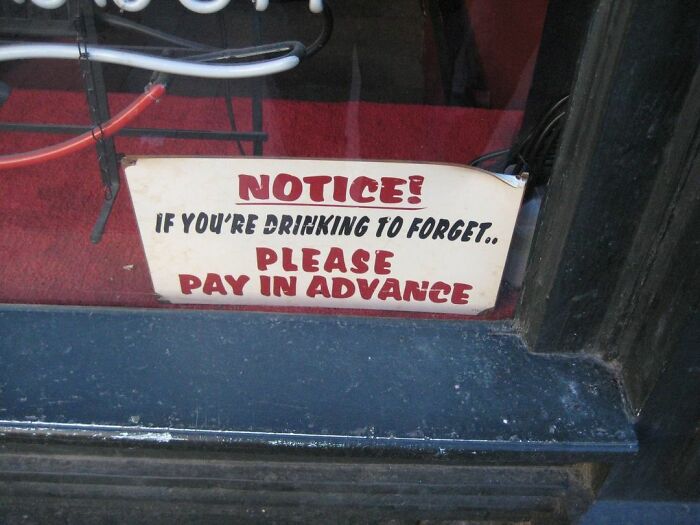 NOTICE!
IF YOU'RE DRINKING TO FORGET..
PLEASE
PAY IN ADVANCE